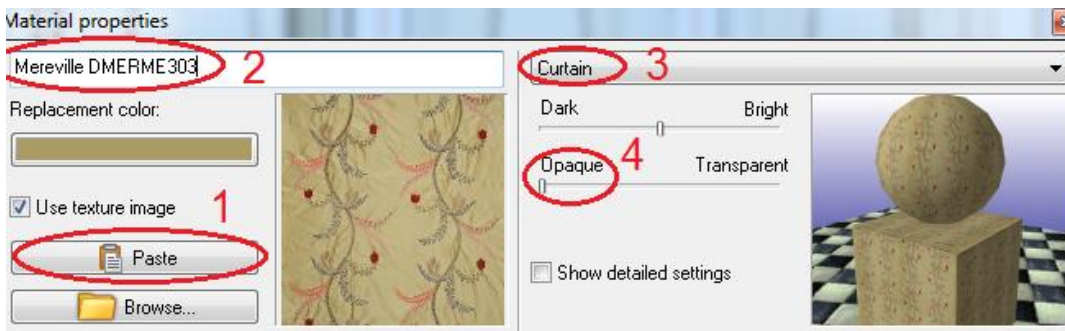 Material properties
Mereville DMERME303
2
Curtain
3
Replacement color:
Dark
Bright
Opaque
4
Transparent
Use texture image
1
Paste
Show detailed settings
Browse...